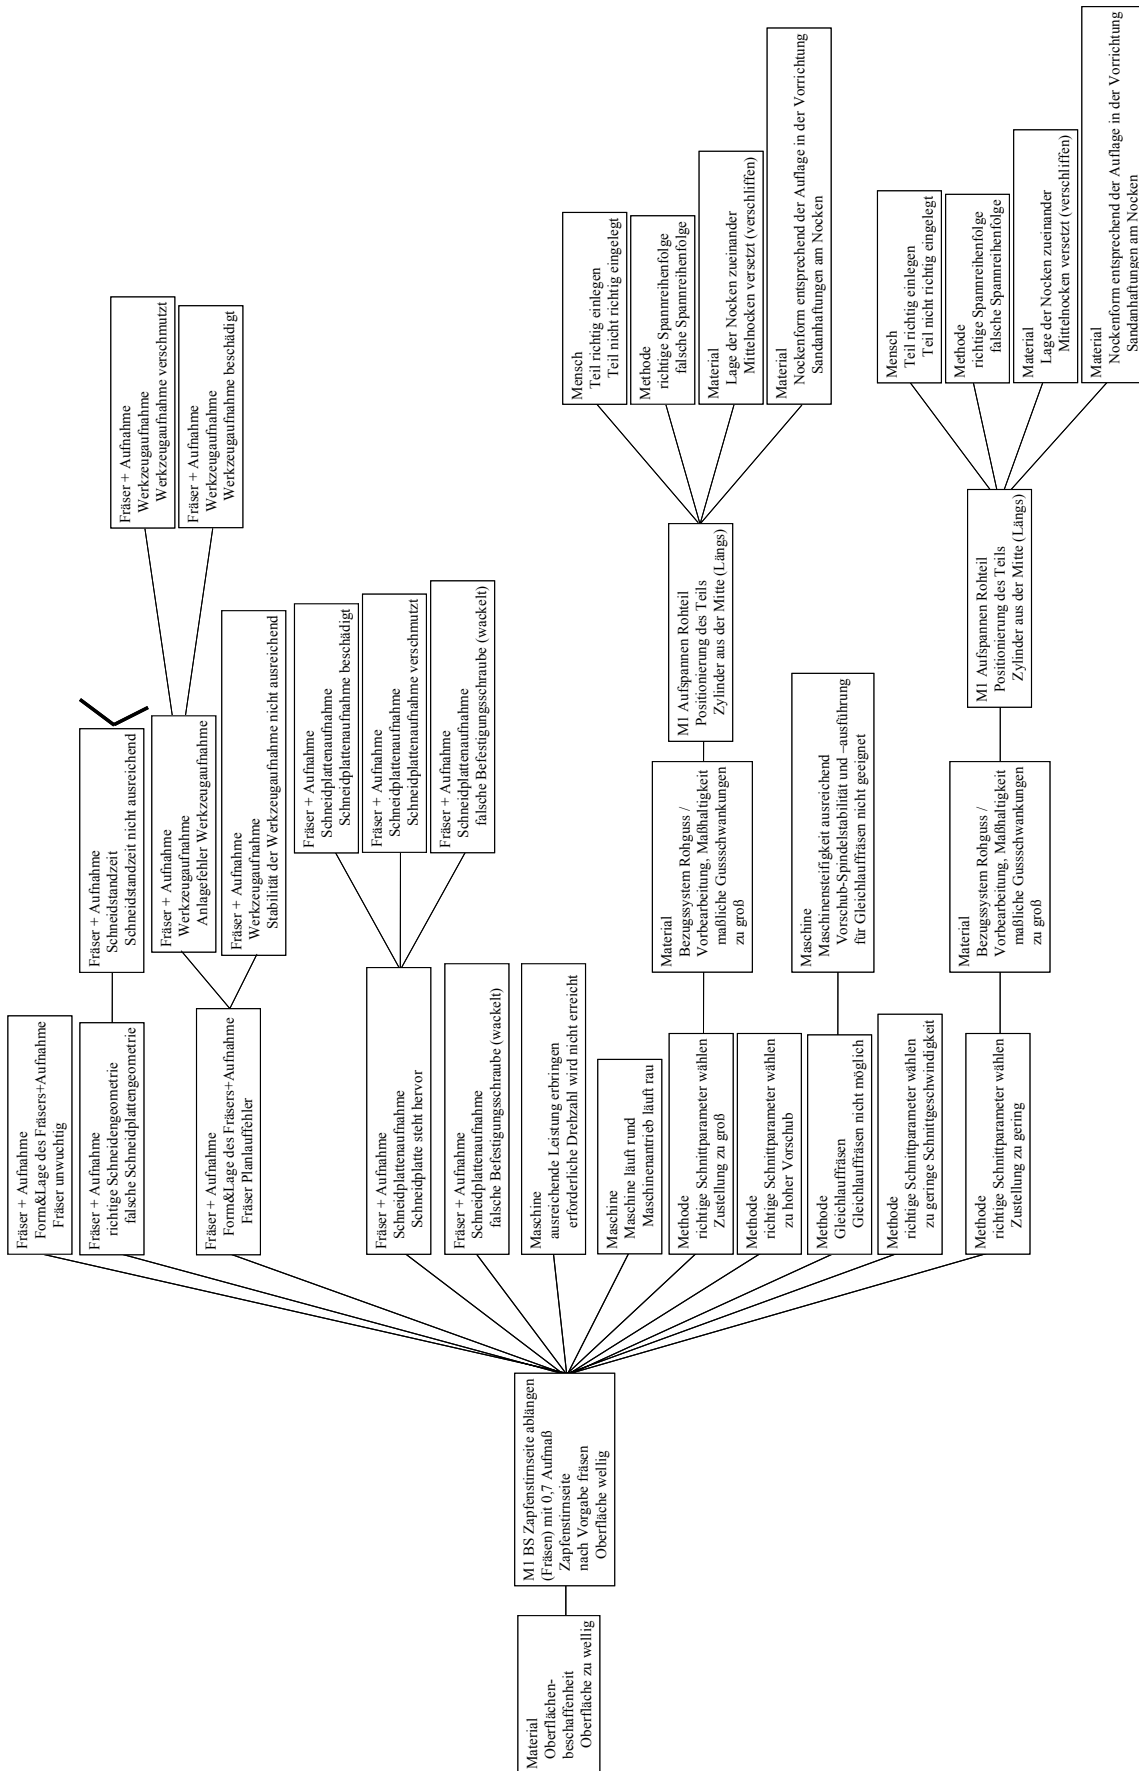 Material
Oberflächen-
beschaffenheit
Oberfläche zu wellig
M1 BS Zapfenstirnseite ablängen
(Fräsen) mit 0,7 Aufmaß
Zapfenstirnseite
nach Vorgabe fräsen
Oberfläche wellig
Fräser + Aufnahme
Form&Lage des Fräsers+Aufnahme
Fräser unwuchtig
Fräser + Aufnahme
richtige Schneidengeometrie
falsche Schneidplattengeometrie
Fräser + Aufnahme
Form&Lage des Fräsers+Aufnahme
Fräser Planlauffehler
Fräser + Aufnahme
Schneidplattenaufnahme
Schneidplatte steht hervor
Fräser + Aufnahme
Schneidplattenaufnahme
falsche Befestigungsschraube (wackelt)
Maschine
ausreichende Leistung erbringen
erforderliche Drehzahl wird nicht erreicht
Maschine
Maschine läuft rund
Maschinenantrieb läuft rau
Methode
richtige Schnittparameter wählen
Zustellung zu groß
Methode
richtige Schnittparameter wählen
zu hoher Vorschub
Methode
Gleichlauffräsen
Gleichlauffräsen nicht möglich
Methode
richtige Schnittparameter wählen
zu geringe Schnittgeschwindigkeit
Methode
richtige Schnittparameter wählen
Zustellung zu gering
Fräser + Aufnahme
Schneidstandzeit
Schneidstandzeit nicht ausreichend
Fräser + Aufnahme
Werkzeugaufnahme
Anlagefehler Werkzeugaufnahme
Fräser + Aufnahme
Werkzeugaufnahme
Stabilität der Werkzeugaufnahme nicht ausreichend
Fräser + Aufnahme
Schneidplattenaufnahme
Schneidplattenaufnahme beschädigt
Fräser + Aufnahme
Schneidplattenaufnahme
Schneidplattenaufnahme verschmutzt
Fräser + Aufnahme
Schneidplattenaufnahme
falsche Befestigungsschraube (wackelt)
Material
Bezugssystem Rohguss /
Vorbearbeitung, Maßhaltigkeit
maßliche Gussschwankungen
zu groß
Maschine
Maschinensteifigkeit ausreichend
Vorschub-Spindelstabilität und –ausführung
für Gleichlauffräsen nicht geeignet
Material
Bezugssystem Rohguss /
Vorbearbeitung, Maßhaltigkeit
maßliche Gussschwankungen
zu groß
Fräser + Aufnahme
Werkzeugaufnahme
Werkzeugaufnahme verschmutzt
Fräser + Aufnahme
Werkzeugaufnahme
Werkzeugaufnahme beschädigt
M1 Aufspannen Rohteil
Positionierung des Teils
Zylinder aus der Mitte (Längs)
M1 Aufspannen Rohteil
Positionierung des Teils
Zylinder aus der Mitte (Längs)
Mensch
Teil richtig einlegen
Teil nicht richtig eingelegt
Methode
richtige Spannreihenfolge
falsche Spannreihenfolge
Material
Lage der Nocken zueinander
Mittelnocken versetzt (verschliffen)
Material
Nockenform entsprechend der Auflage in der Vorrichtung
Sandanhaftungen am Nocken
Mensch
Teil richtig einlegen
Teil nicht richtig eingelegt
Methode
richtige Spannreihenfolge
falsche Spannreihenfolge
Material
Lage der Nocken zueinander
Mittelnocken versetzt (verschliffen)
Material
Nockenform entsprechend der Auflage in der Vorrichtung
Sandanhaftungen am Nocken